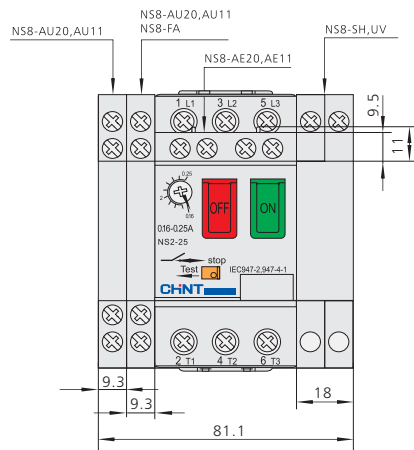 NS8-AU20,AU11
NS8-AU20,AU11
NS8-FA
NS8-SH,UV
NS8-AE20,AE11
1 L1 3 L2 5 L3
9.5
11
0.25
2
0.16
0.16-0.25A
NS2-25
OFF
ON
stop
Test
IEC947-2,947-4-1
CHNT
2 T1 4 T2 6 T3
9.3
9.3
18
81.1